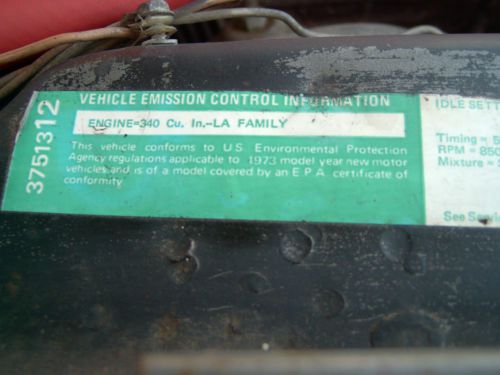 VEHICLE EMISSION CONTROL INFORMATION
ENGINE=340 Cu. In.-LA FAMILY
This vehicle conforms to U.S. Environmental Protection
Agency regulations applicable to 1973 model year new motor
vehicles and is of a model covered by an E.P.A. certificate of
conformity.
3751312
IDLE SETT
Timing = 
RPM = 850
Mixture = 
See Servi